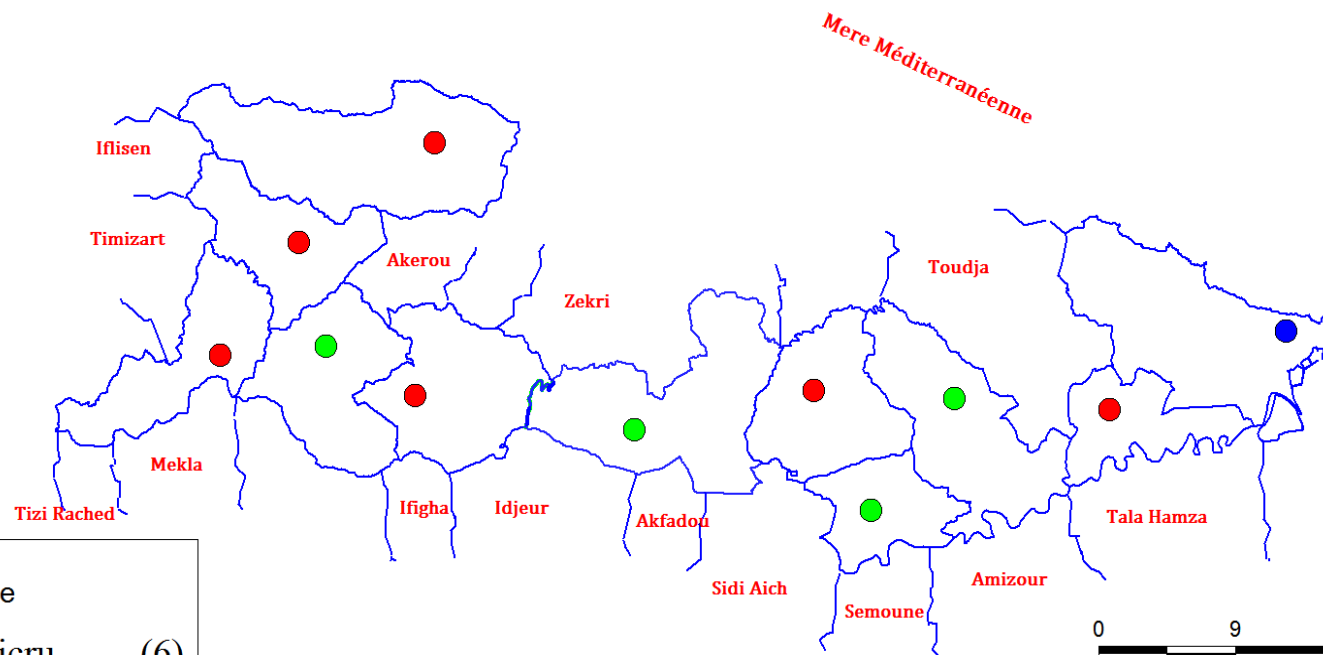 Mere Méditerranéenne
Iflisen
Timizart
Akerou
Toudja
Zekri
Mekla
Tizi Rached
Ifigha
Idjeur
Akfadou
Tala Hamza
Sidi Aich
Amizour
Semoune
(6)
0 9